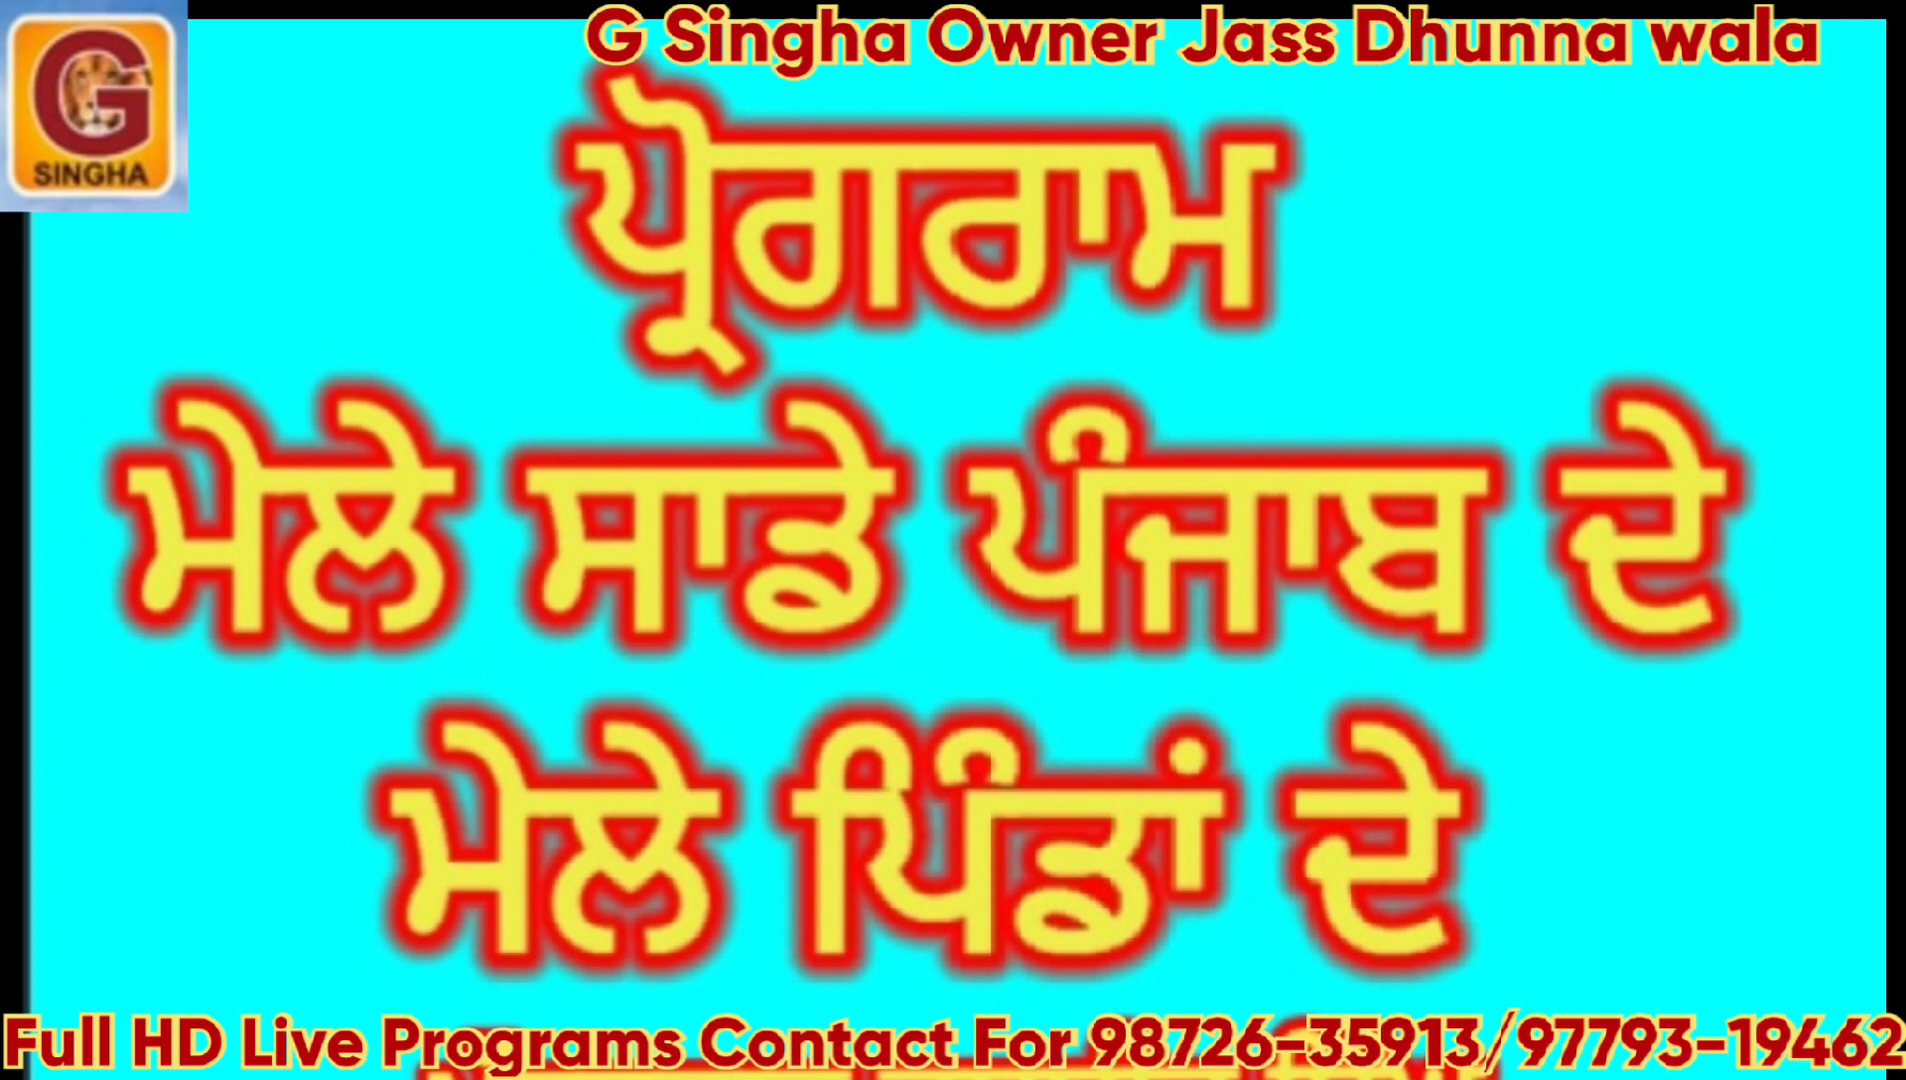 G Singha Owner Jass Dhunna wala
G
SINGHA
ਪ੍ਰੋਗਰਾਮ
ਮੇਲੇ ਸਾਡੇ ਪੰਜਾਬ ਦੇ
ਮੇਲੇ ਪਿੰਡਾਂ ਦੇ
Full HD Live Programs Contact For 98726-35913/97793-19462